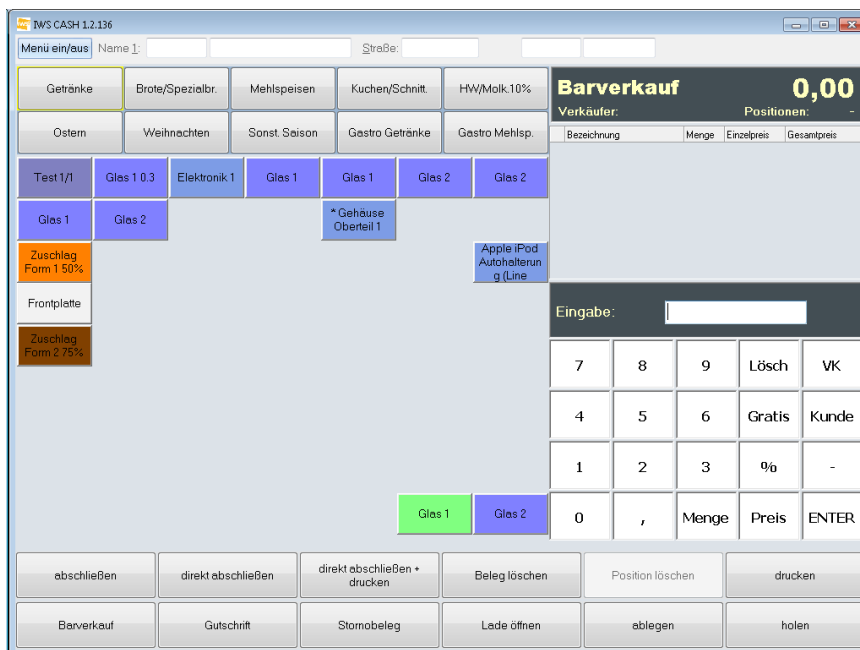 IWS IWS CASH 1.2.136
Menü ein/aus Name 1: Straße:
Getränke Brote/Spezialbr. Mehlspeisen Kuchen/Schnitt. HW/Molk.10%
Barverkauf 0,00
Verkäufer: Positionen: -
Ostern Weihnachten Sonst. Saison Gastro Getränke Gastro Mehlsp.
Bezeichnung Menge Einzelpreis Gesamtpreis
Test 1/1 Glas 1 0.3 Elektronik 1 Glas 1 Glas 1 Glas 2 Glas 2
Glas 1 Glas 2 * Gehäuse
Oberteil 1
Zuschlag
Form 1 50%
Apple iPod
Autohalterun
g (Line
Frontplatte
Eingabe:
Zuschlag
Form 2 75%
7 8 9 Lösch VK
4 5 6 Gratis Kunde
1 2 3 % -
Glas 1 Glas 2
0 , Menge Preis ENTER
abschließen direkt abschließen direkt abschließen +
drucken
Beleg löschen Position löschen drucken
Barverkauf Gutschrift Stornobeleg Lade öffnen ablegen holen